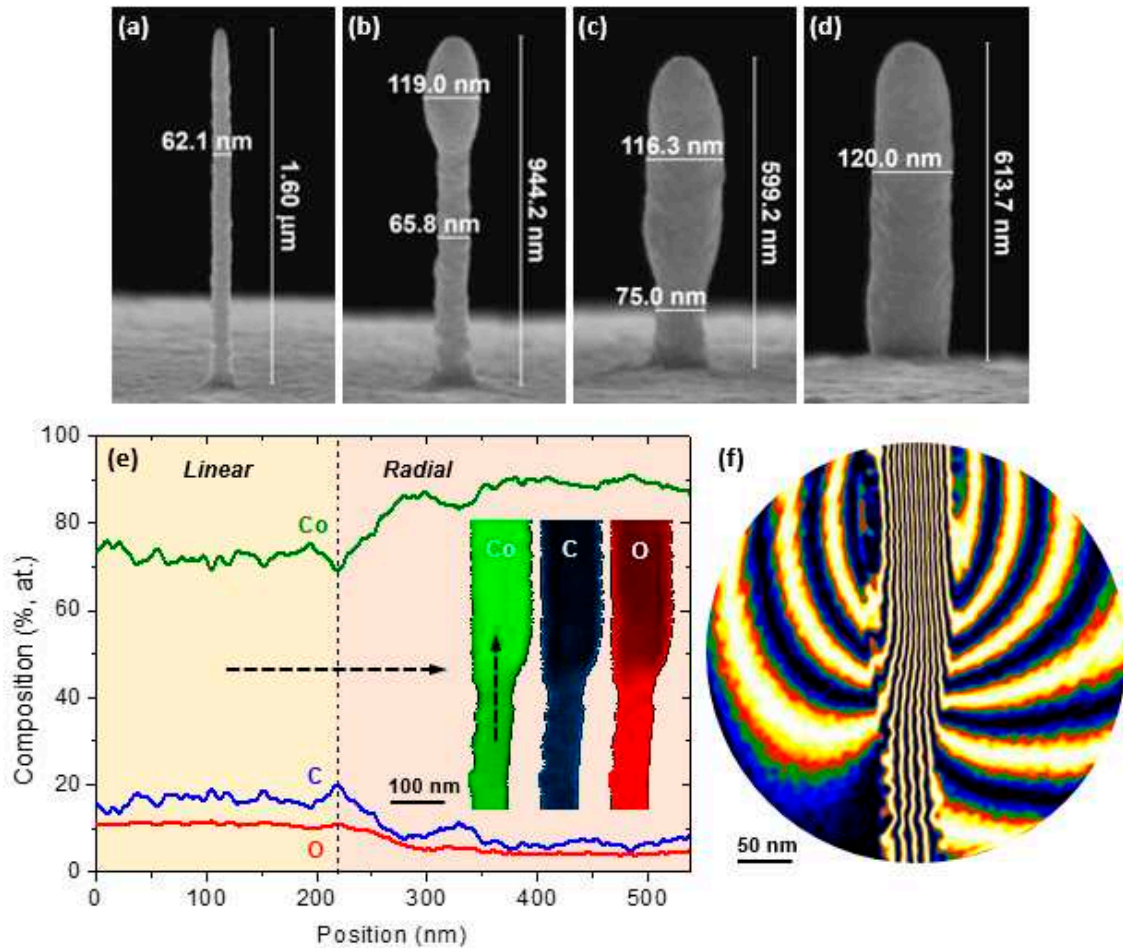 (a)
62.1 nm
1.60 μm
(b)
119.0 nm
65.8 nm
944.2 nm
(c)
116.3 nm
75.0 nm
599.2 nm
(d)
120.0 nm
613.7 nm
(e)
Linear
Radial
Co
C
O
Co
C
O
100 nm
100
80
60
40
20
0
Composition (%, at.)
0
100
200
300
400
500
Position (nm)
(f)
50 nm